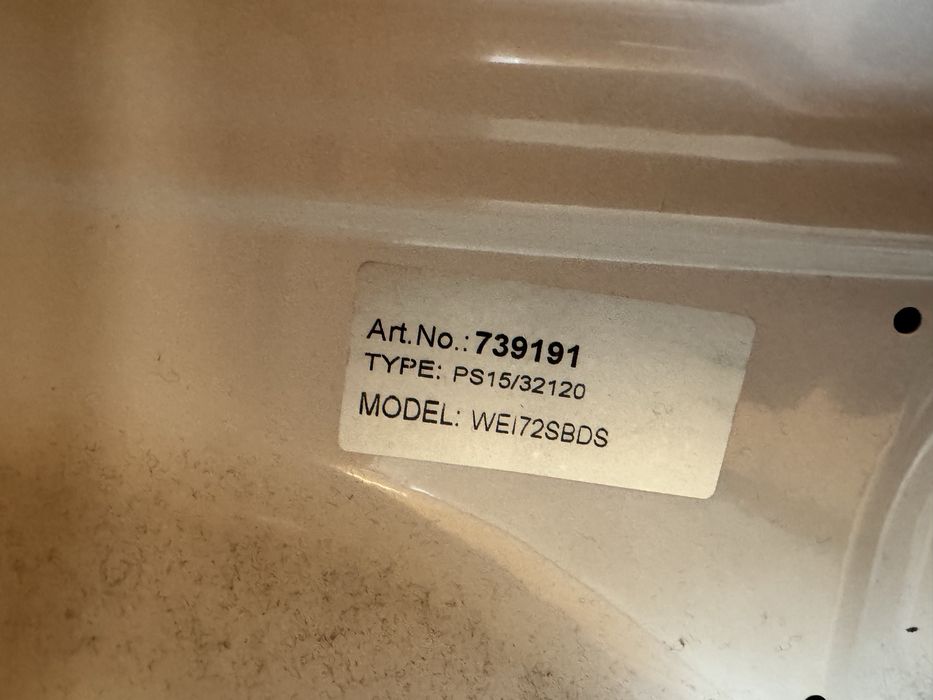 Art.No.: 739191
TYPE: PS15/32120
MODEL: WEI72SBDS